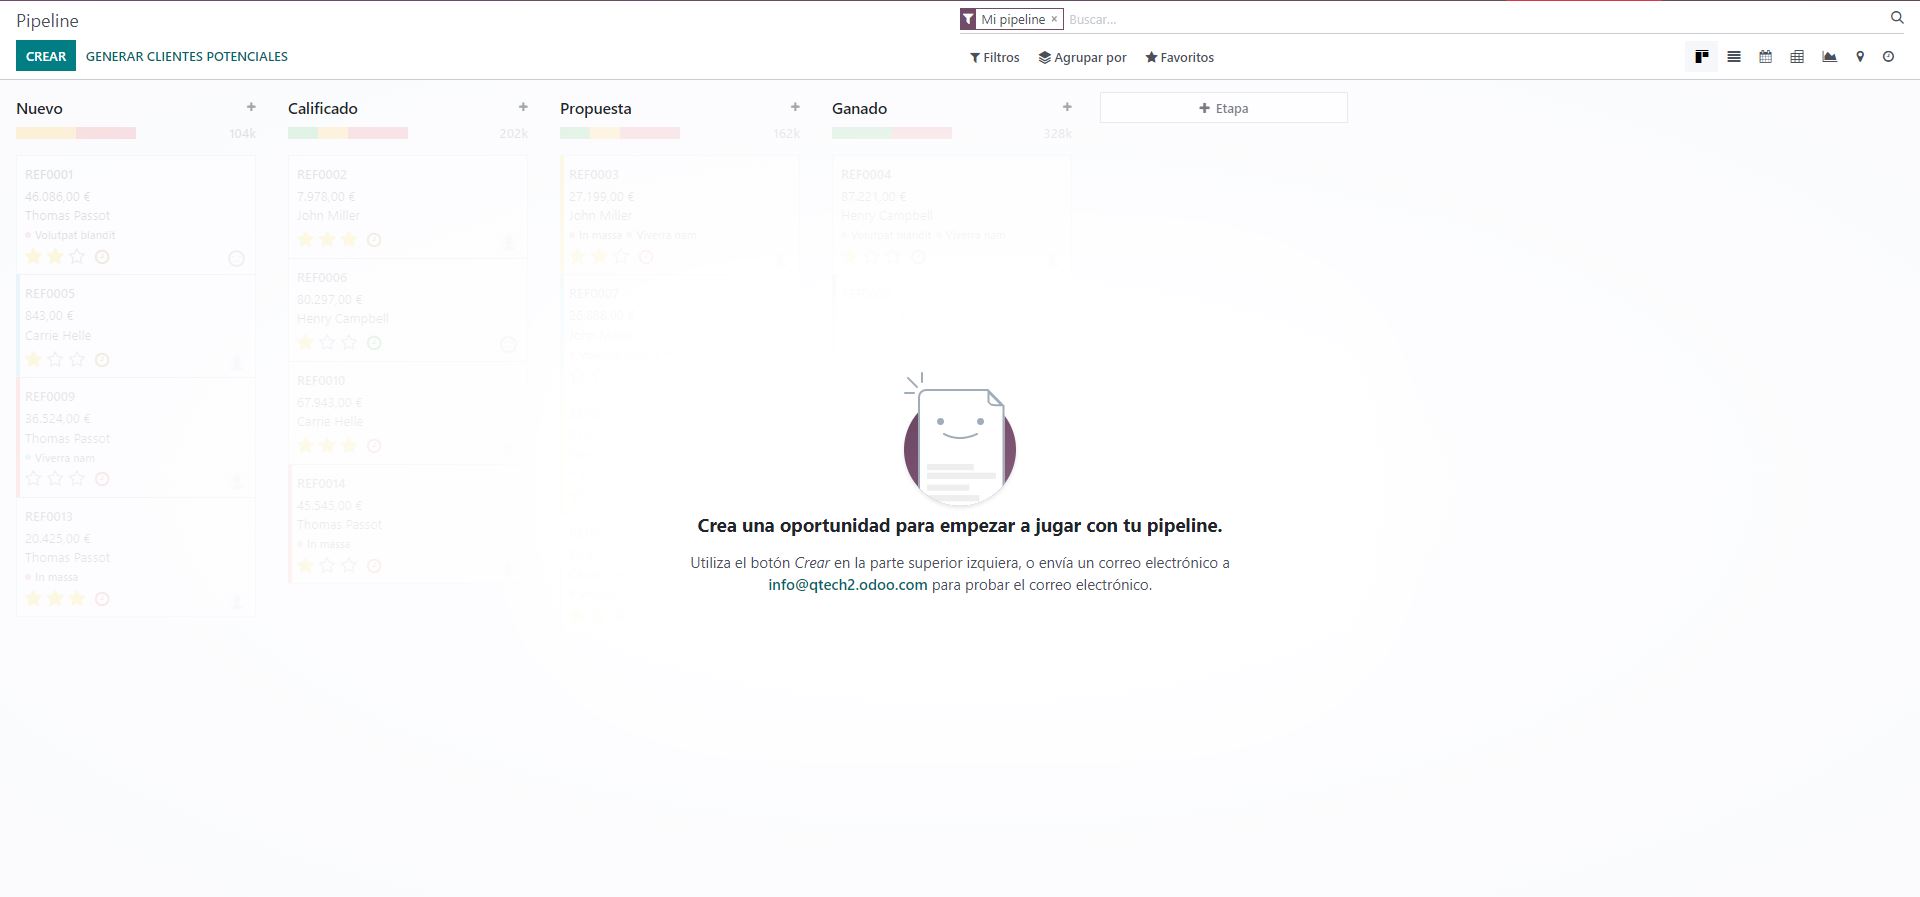 Pipeline
Mi pipeline ×
Buscar...
CREAR
GENERAR CLIENTES POTENCIALES
Filtros
Agrupar por
Favoritos
Nuevo +
104k
REF0001
46.086,00 €
Thomas Passot
Volutpat blandit
REF0005
843,00 €
Carrie Helle
REF0009
36.524,00 €
Thomas Passot
Viverra nam
REF0013
20.425,00 €
Thomas Passot
In massa
Calificado +
202k
REF0002
7.978,00 €
John Miller
REF0006
80.297,00 €
Henry Campbell
REF0010
67.943,00 €
Carrie Helle
REF0014
45.545,00 €
Thomas Passot
In massa
Propuesta +
162k
REF0003
27.199,00 €
John Miller
In massa Viverra nam
REF0007
Ganado +
328k
REF0004
87.221,00 €
Henry Campbell
Volutpat blandit Viverra nam
+ Etapa
Crea una oportunidad para empezar a jugar con tu pipeline.
Utiliza el botón Crear en la parte superior izquiera, o envía un correo electrónico a
info@qtech2.odoo.com para probar el correo electrónico.